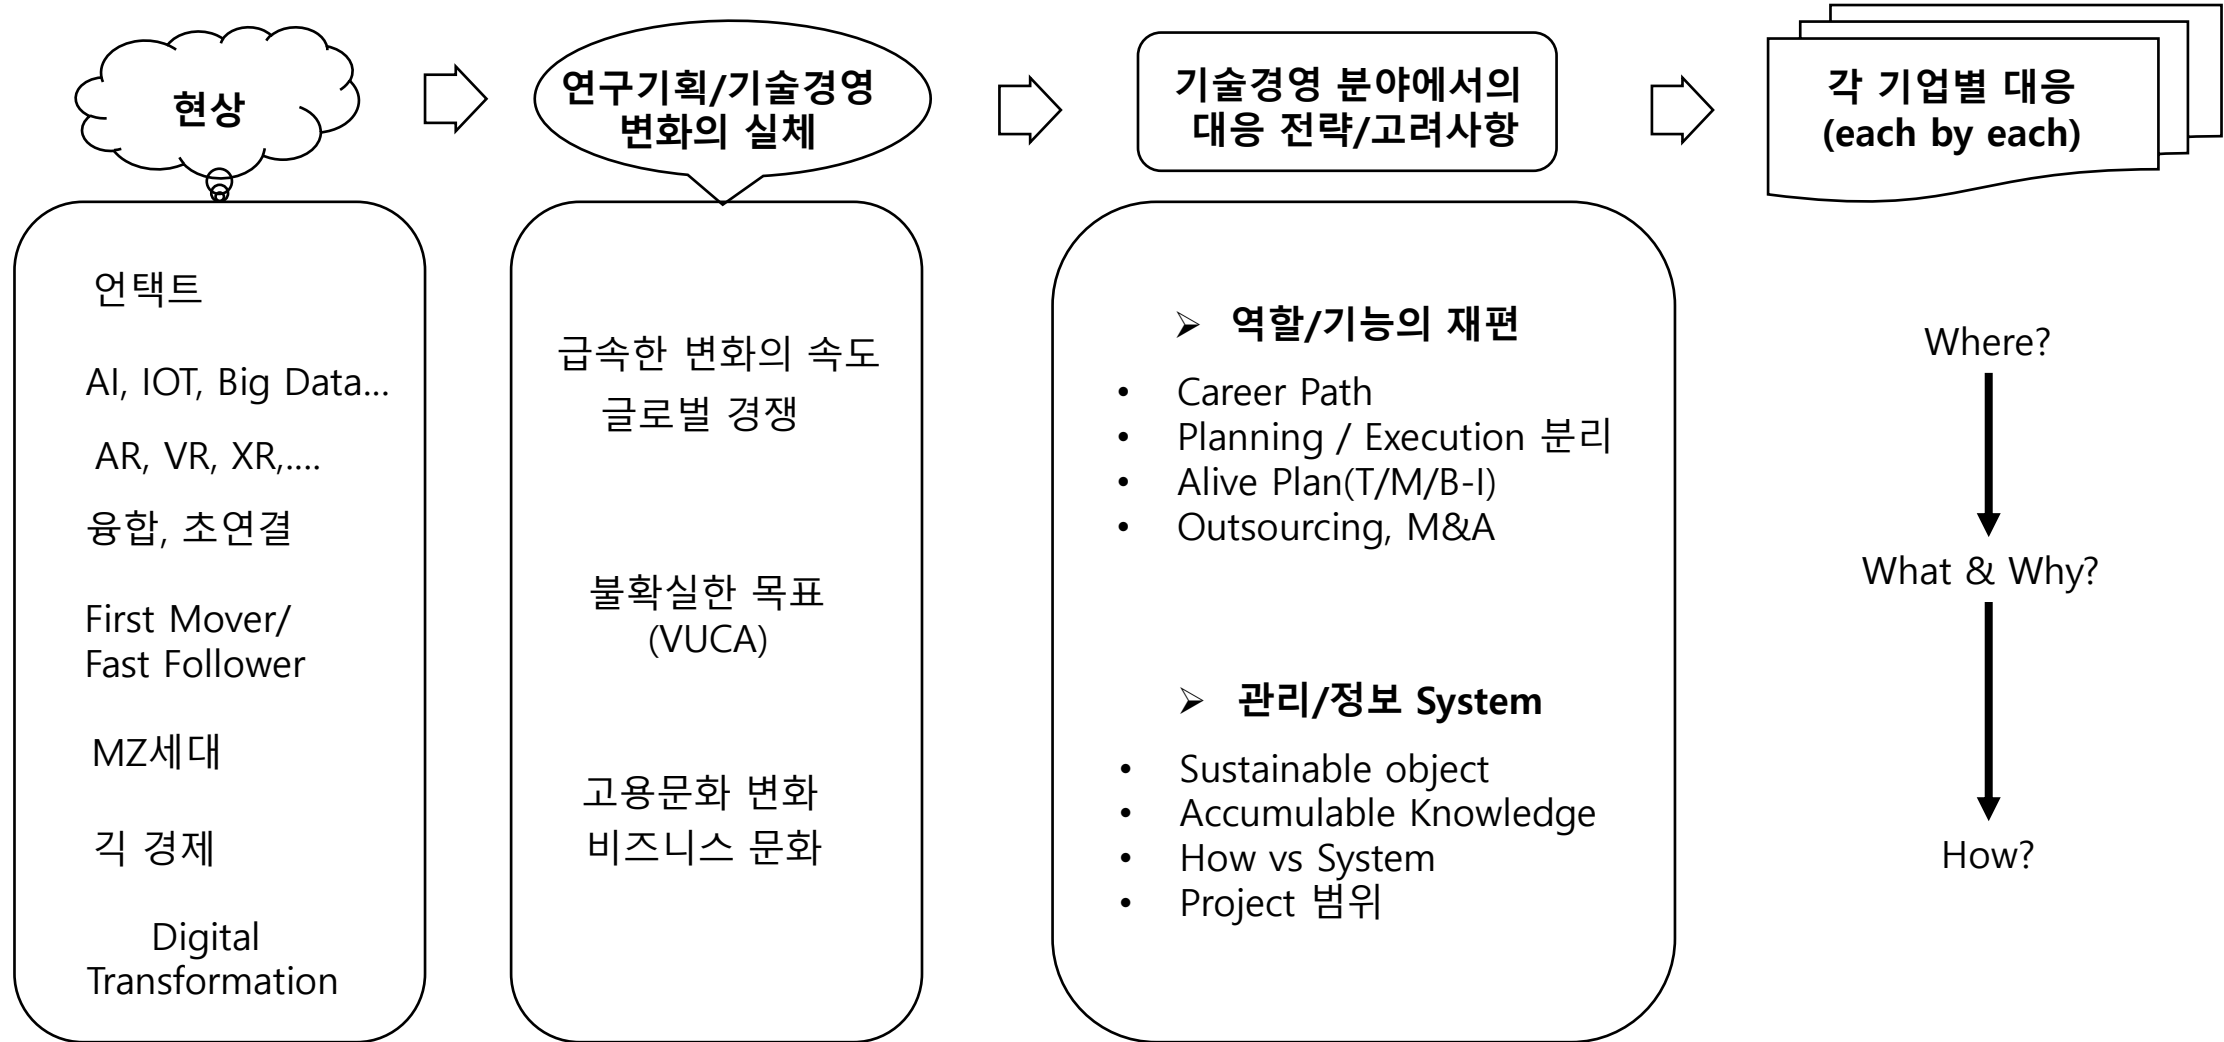 현상
연구기획/기술경영
변화의 실체
기술경영 분야에서의
대응 전략/고려사항
각 기업별 대응
(each by each)
언택트
AI, IOT, Big Data...
AR, VR, XR,....
융합, 초연결
First Mover/
Fast Follower
MZ세대
긱 경제
Digital
Transformation
급속한 변화의 속도
글로벌 경쟁
불확실한 목표
(VUCA)
고용문화 변화
비즈니스 문화
➢ 역할/기능의 재편
• Career Path
• Planning / Execution 분리
• Alive Plan(T/M/B-I)
• Outsourcing, M&A
➢ 관리/정보 System
• Sustainable object
• Accumulable Knowledge
• How vs System
• Project 범위
Where?
What & Why?
How?